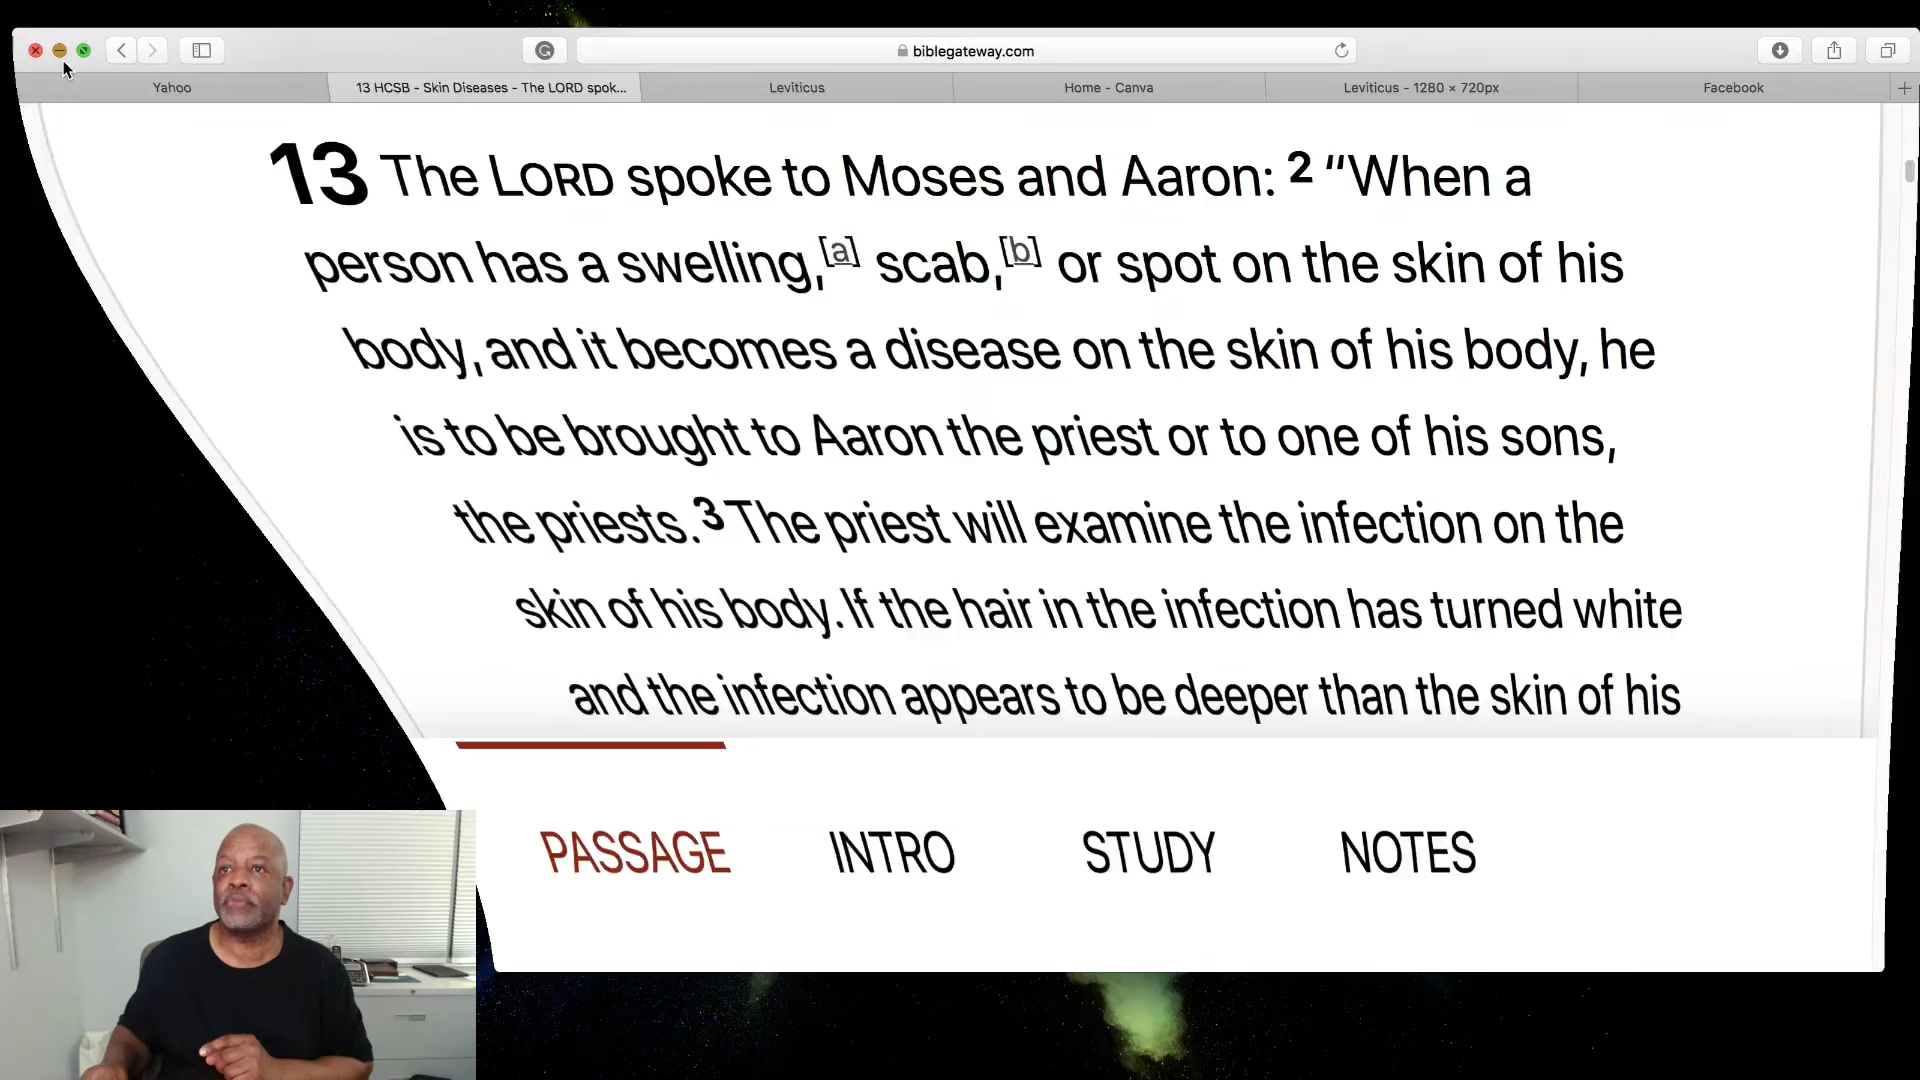 biblegateway.com
Yahoo
13 HCSB - Skin Diseases - The LORD spok...
Leviticus
Home - Canva
Leviticus - 1280 × 720px
Facebook
13 The LORD spoke to Moses and Aaron: 2 “When a
person has a swelling,[a] scab,[b] or spot on the skin of his
body, and it becomes a disease on the skin of his body, he
is to be brought to Aaron the priest or to one of his sons,
the priests. 3 The priest will examine the infection on the
skin of his body. If the hair in the infection has turned white
and the infection appears to be deeper than the skin of his
PASSAGE
INTRO
STUDY
NOTES